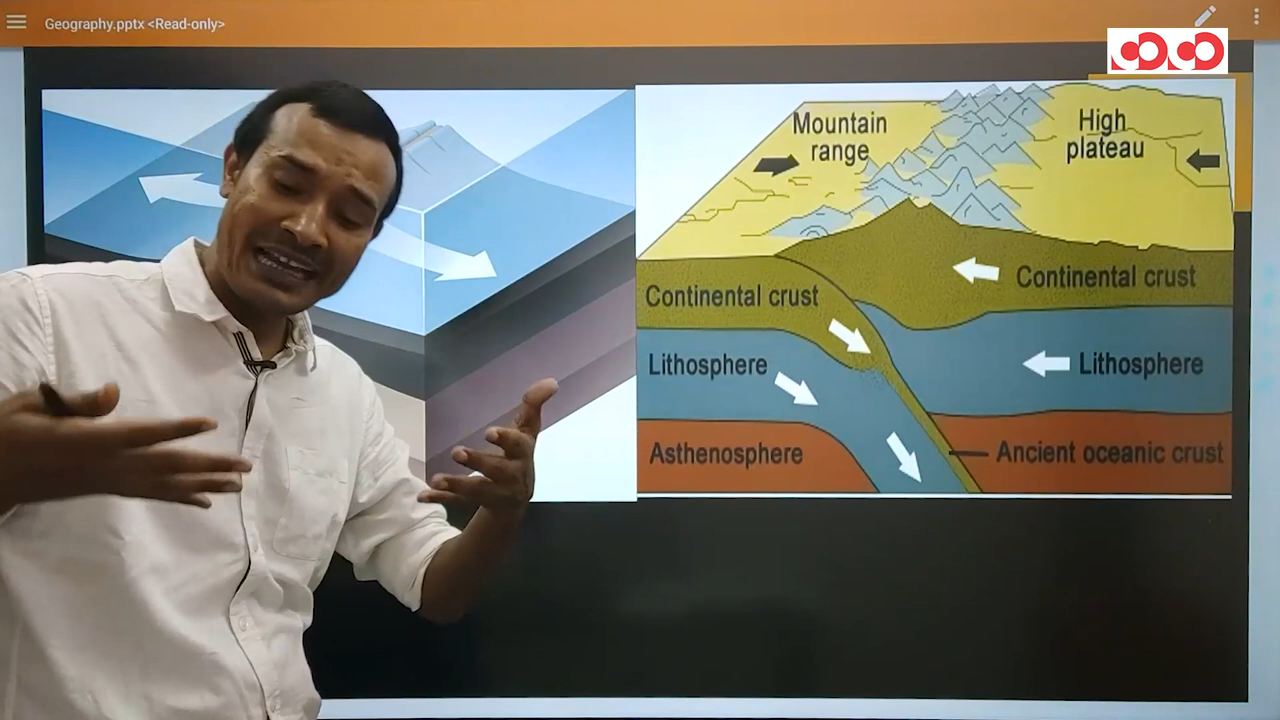 Geography.pptx <Read-only>
Mountain
range
High
plateau
Continental crust
Continental crust
Lithosphere
Lithosphere
Asthenosphere
Ancient oceanic crust